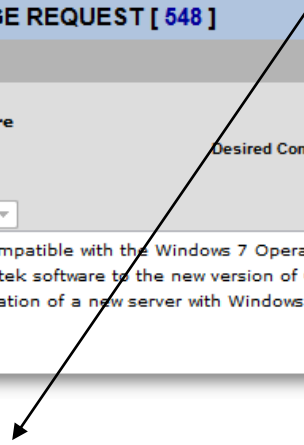 GE REQUEST [ 548 ]
re
Desired Com
mpatible with the Windows 7 Opera
tek software to the new version of
ation of a new server with Windows